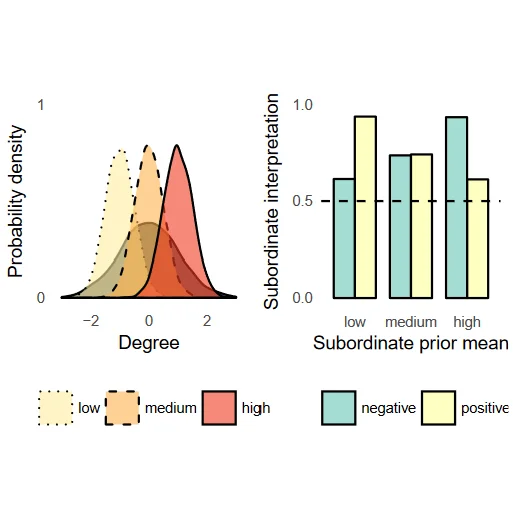 Probability density
1
0
−2 0 2
Degree
low medium high
Subordinate interpretation
1.0
0.5
0.0
low medium high
Subordinate prior mean
negative positive